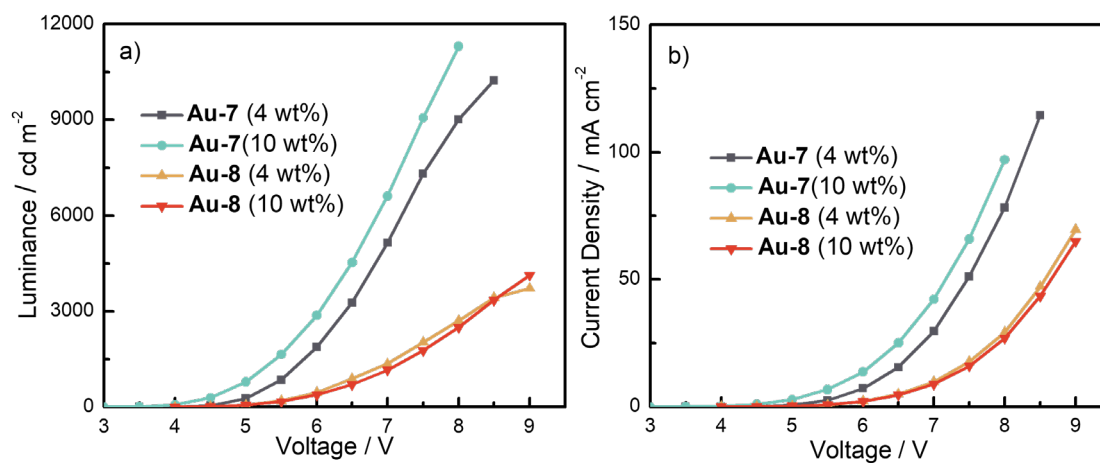 a)
Luminance / cd m⁻²
12000
9000
6000
3000
0
Au-7 (4 wt%)
Au-7(10 wt%)
Au-8 (4 wt%)
Au-8 (10 wt%)
3 4 5 6 7 8 9
Voltage / V
b)
Current Density / mA cm⁻²
150
100
50
0
Au-7 (4 wt%)
Au-7(10 wt%)
Au-8 (4 wt%)
Au-8 (10 wt%)
3 4 5 6 7 8 9
Voltage / V